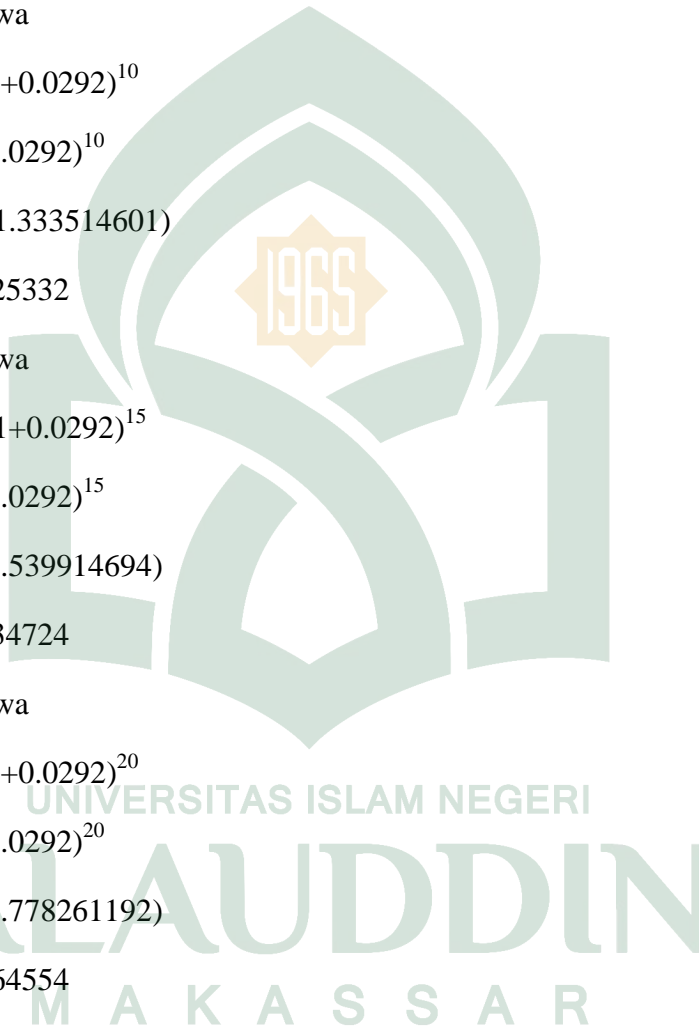 wa
+0.0292)^10
.0292)^10
1.333514601)
25332
wa
1+0.0292)^15
.0292)^15
.539914694)
34724
wa
+0.0292)^20
.0292)^20
.778261192)
64554
1965
UNIVERSITAS ISLAM NEGERI
ALAUDDIN
MAKASSAR